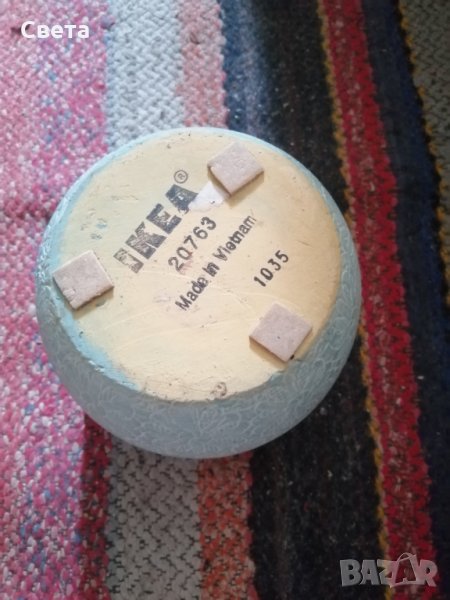 Света
IKEA®
20763
Made in Vietnam
1035
BAZAR